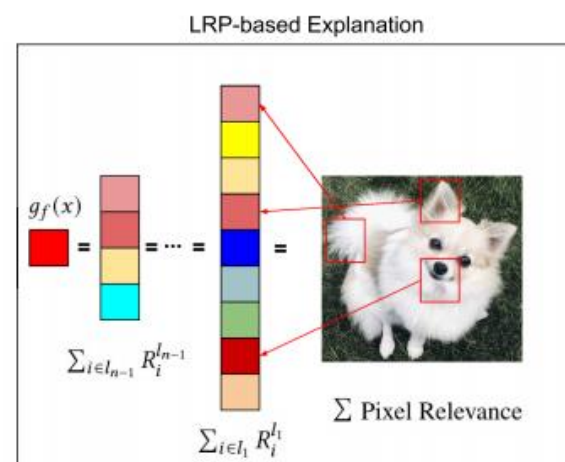 LRP-based Explanation
g_f(x)
= = ... = =
∑_{i∈l_{n-1}} R_i^{l_{n-1}}
∑_{i∈l_1} R_i^{l_1}
∑ Pixel Relevance